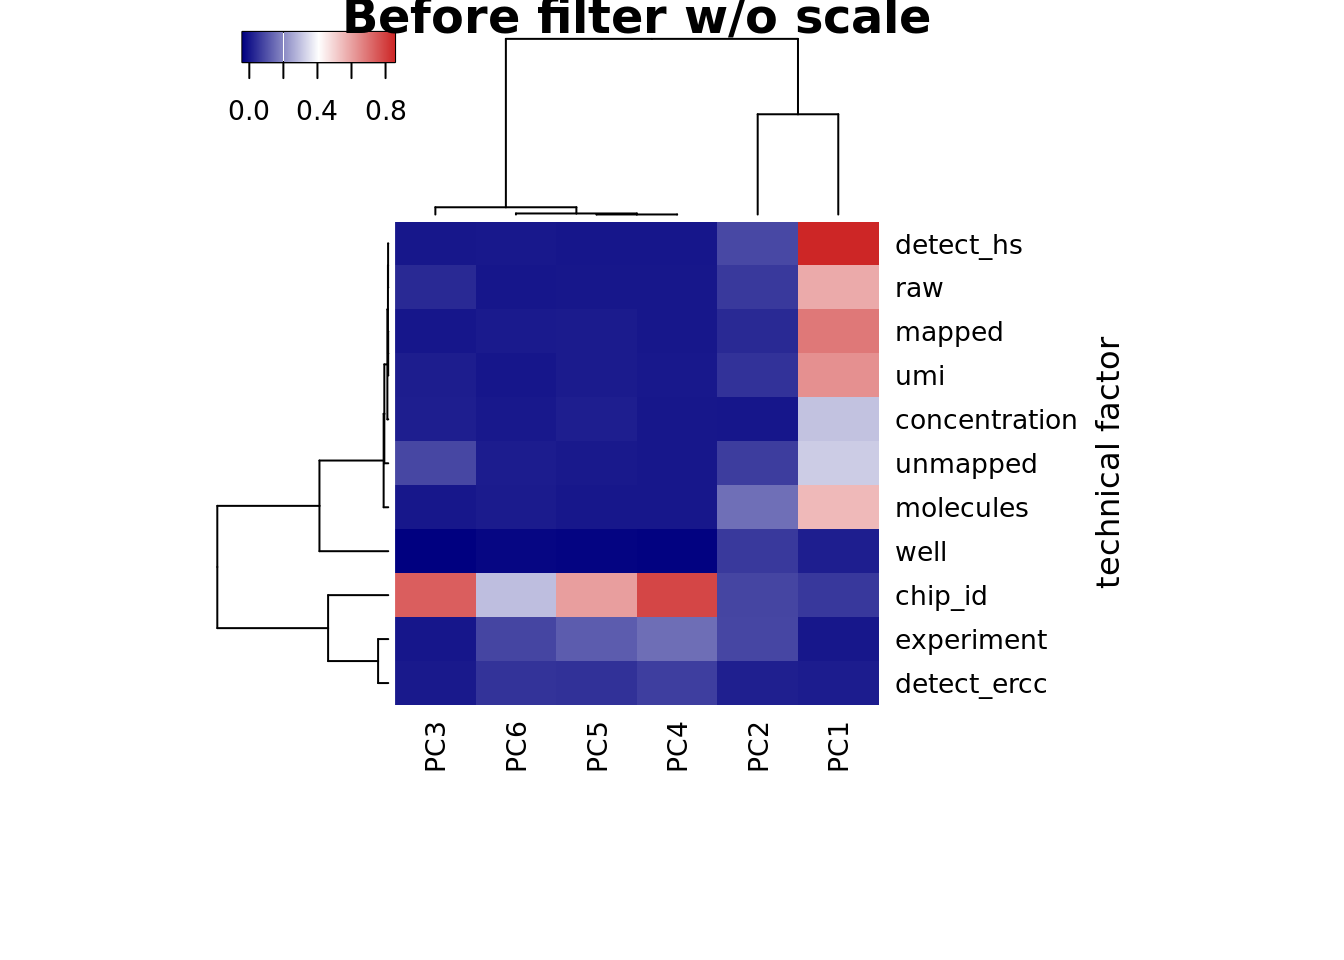 Before filter w/o scale
0.0 0.4 0.8
detect_hs
raw
mapped
umi
concentration
unmapped
molecules
well
chip_id
experiment
detect_ercc
technical factor
PC3 PC6 PC5 PC4 PC2 PC1